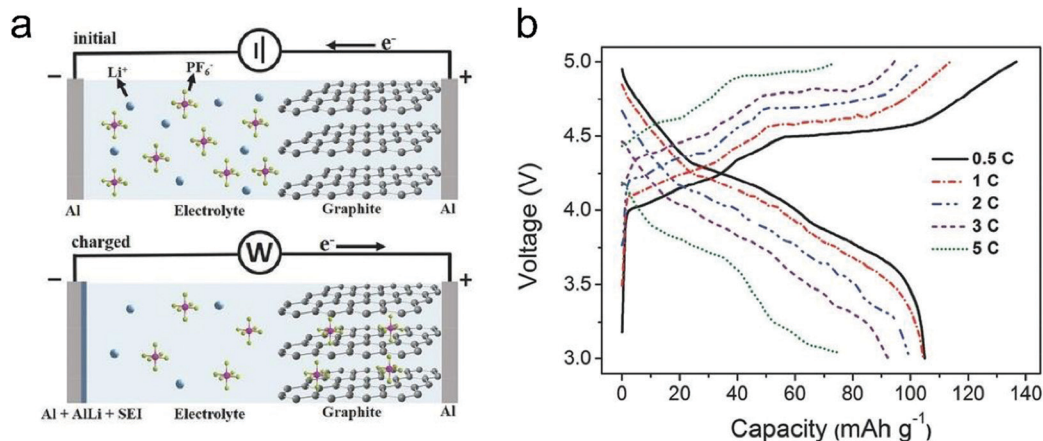 a
initial
e⁻
−
+
Li⁺
PF₆⁻
Al
Electrolyte
Graphite
Al
charged
W
e⁻
−
+
Al + AlLi + SEI
Electrolyte
Graphite
Al
b
Voltage (V)
5.0
4.5
4.0
3.5
3.0
0.5 C
1 C
2 C
3 C
5 C
0 20 40 60 80 100 120 140
Capacity (mAh g⁻¹)